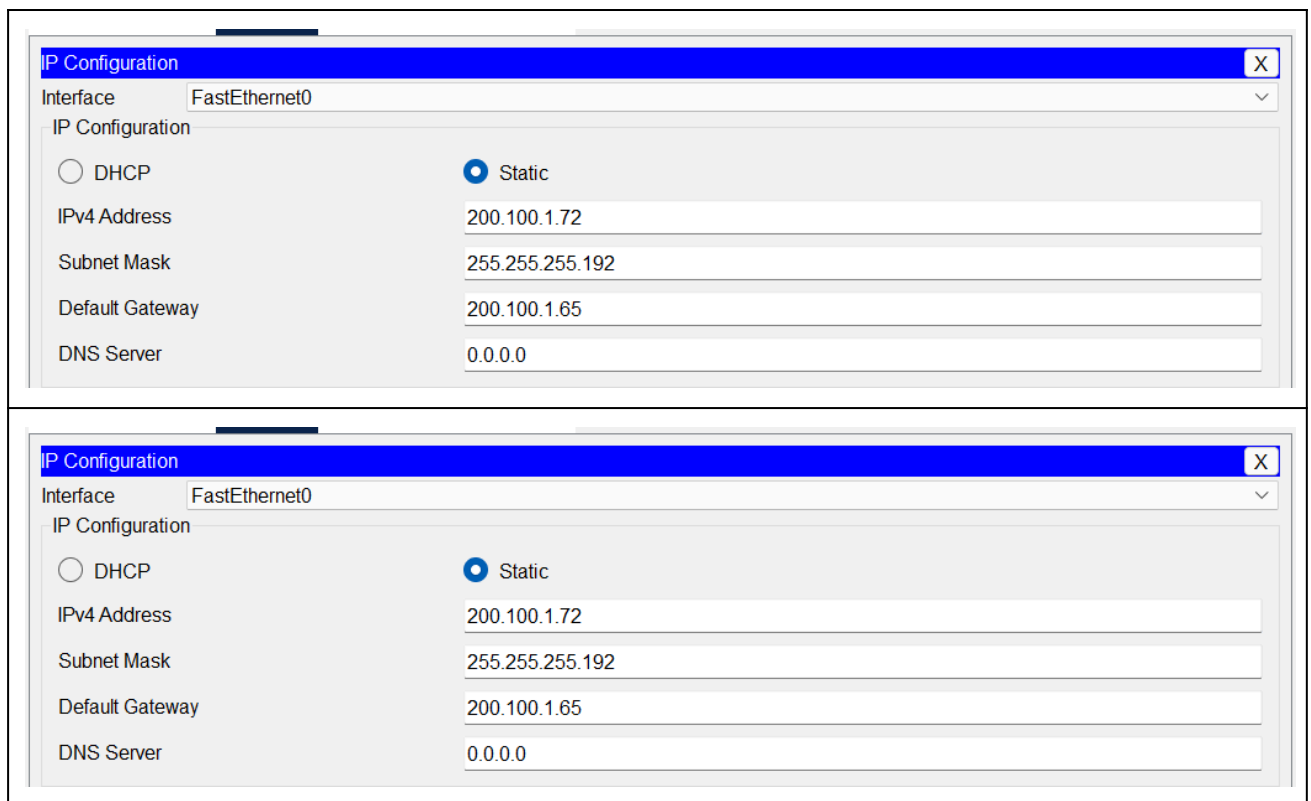 IP Configuration X
Interface FastEthernet0
IP Configuration
DHCP Static
IPv4 Address 200.100.1.72
Subnet Mask 255.255.255.192
Default Gateway 200.100.1.65
DNS Server 0.0.0.0
IP Configuration X
Interface FastEthernet0
IP Configuration
DHCP Static
IPv4 Address 200.100.1.72
Subnet Mask 255.255.255.192
Default Gateway 200.100.1.65
DNS Server 0.0.0.0